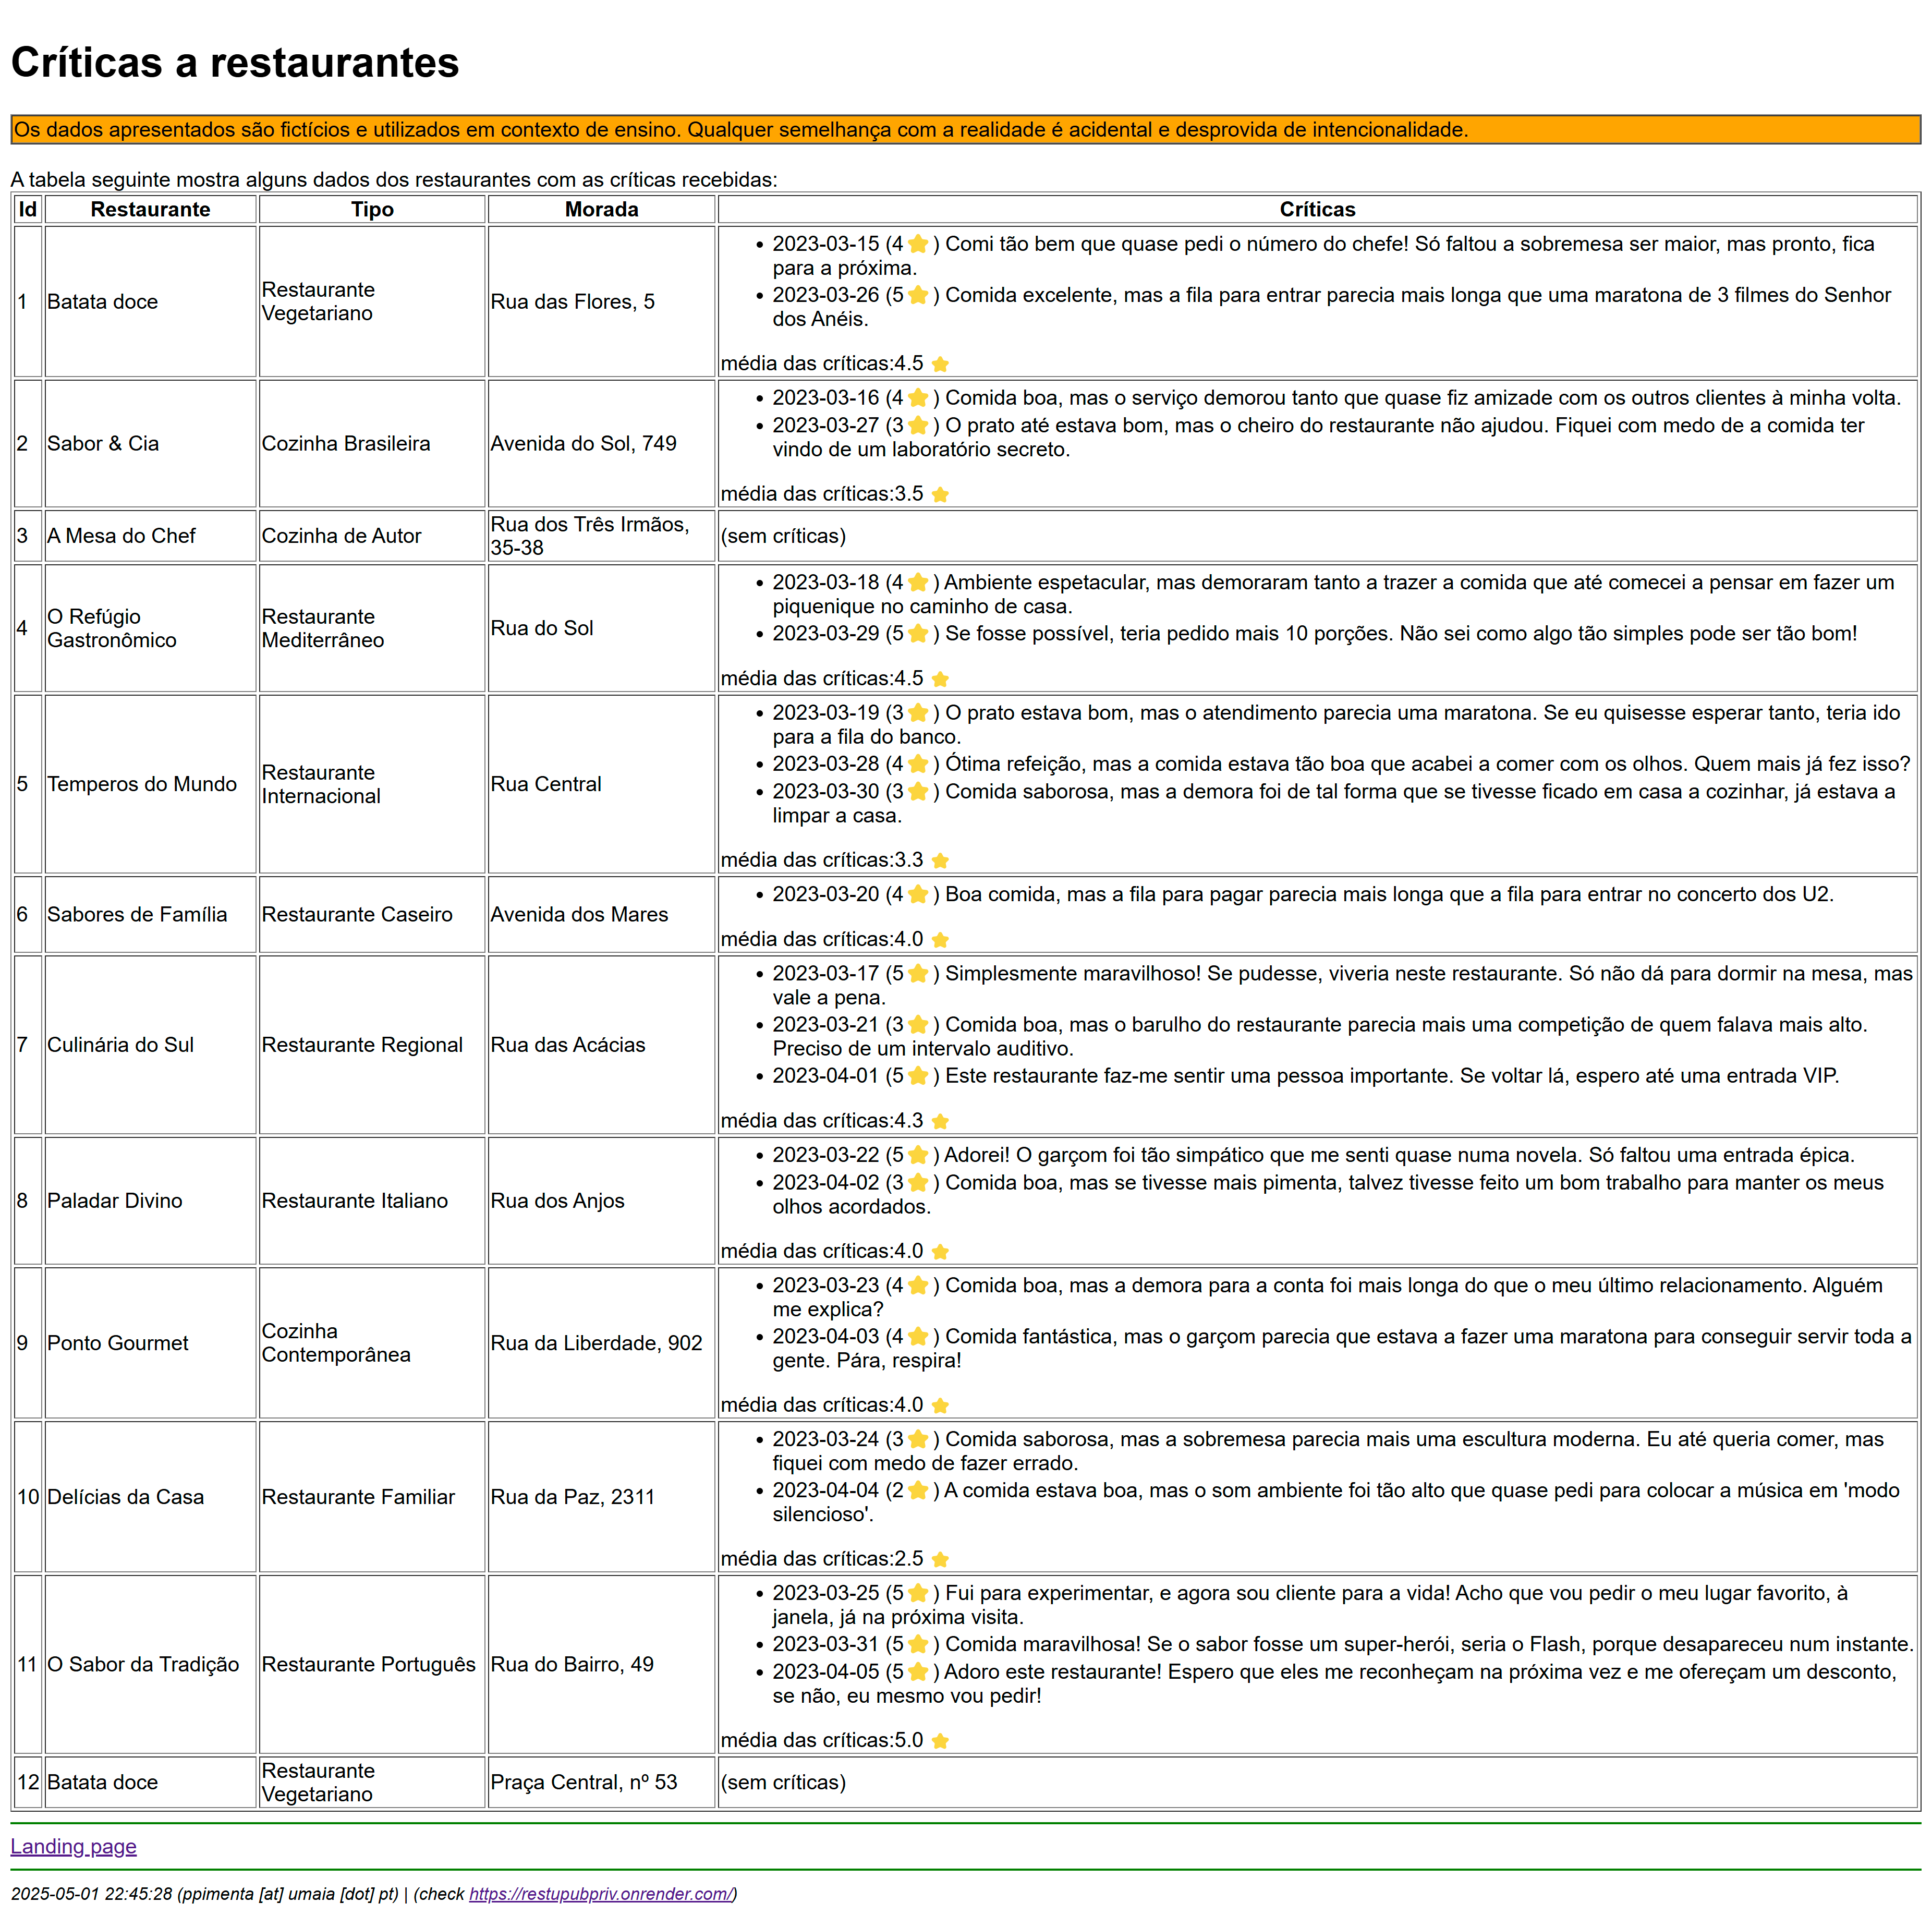 Críticas a restaurantes
Os dados apresentados são fictícios e utilizados em contexto de ensino. Qualquer semelhança com a realidade é acidental e desprovida de intencionalidade.
A tabela seguinte mostra alguns dados dos restaurantes com as críticas recebidas:
Id Restaurante Tipo Morada Críticas
1 Batata doce
Restaurante
Vegetariano
Rua das Flores, 5
• 2023-03-15 (4⭐) Comi tão bem que quase pedi o número do chefe! Só faltou a sobremesa ser maior, mas pronto, fica
para a próxima.
• 2023-03-26 (5⭐) Comida excelente, mas a fila para entrar parecia mais longa que uma maratona de 3 filmes do Senhor
dos Anéis.
média das críticas:4.5 ⭐
2 Sabor & Cia
Cozinha Brasileira
Avenida do Sol, 749
• 2023-03-16 (4⭐) Comida boa, mas o serviço demorou tanto que quase fiz amizade com os outros clientes à minha volta.
• 2023-03-27 (3⭐) O prato até estava bom, mas o cheiro do restaurante não ajudou. Fiquei com medo de a comida ter
vindo de um laboratório secreto.
média das críticas:3.5 ⭐
3 A Mesa do Chef
Cozinha de Autor
Rua dos Três Irmãos,
35-38
(sem críticas)
4 O Refúgio
Gastronômico
Restaurante
Mediterrâneo
Rua do Sol
• 2023-03-18 (4⭐) Ambiente espetacular, mas demoraram tanto a trazer a comida que até comecei a pensar em fazer um
piquenique no caminho de casa.
• 2023-03-29 (5⭐) Se fosse possível, teria pedido mais 10 porções. Não sei como algo tão simples pode ser tão bom!
média das críticas:4.5 ⭐
5 Temperos do Mundo
Restaurante
Internacional
Rua Central
• 2023-03-19 (3⭐) O prato estava bom, mas o atendimento parecia uma maratona. Se eu quisesse esperar tanto, teria ido
para a fila do banco.
• 2023-03-28 (4⭐) Ótima refeição, mas a comida estava tão boa que acabei a comer com os olhos. Quem mais já fez isso?
• 2023-03-30 (3⭐) Comida saborosa, mas a demora foi de tal forma que se tivesse ficado em casa a cozinhar, já estava a
limpar a casa.
média das críticas:3.3 ⭐
6 Sabores de Família
Restaurante Caseiro
Avenida dos Mares
• 2023-03-20 (4⭐) Boa comida, mas a fila para pagar parecia mais longa que a fila para entrar no concerto dos U2.
média das críticas:4.0 ⭐
7 Culinária do Sul
Restaurante Regional
Rua das Acácias
• 2023-03-17 (5⭐) Simplesmente maravilhoso! Se pudesse, viveria neste restaurante. Só não dá para dormir na mesa, mas
vale a pena.
• 2023-03-21 (3⭐) Comida boa, mas o barulho do restaurante parecia mais uma competição de quem falava mais alto.
Preciso de um intervalo auditivo.
• 2023-04-01 (5⭐) Este restaurante faz-me sentir uma pessoa importante. Se voltar lá, espero até uma entrada VIP.
média das críticas:4.3 ⭐
8 Paladar Divino
Restaurante Italiano
Rua dos Anjos
• 2023-03-22 (5⭐) Adorei! O garçom foi tão simpático que me senti quase numa novela. Só faltou uma entrada épica.
• 2023-04-02 (3⭐) Comida boa, mas se tivesse mais pimenta, talvez tivesse feito um bom trabalho para manter os meus
olhos acordados.
média das críticas:4.0 ⭐
9 Ponto Gourmet
Cozinha
Contemporânea
Rua da Liberdade, 902
• 2023-03-23 (4⭐) Comida boa, mas a demora para a conta foi mais longa do que o meu último relacionamento. Alguém
me explica?
• 2023-04-03 (4⭐) Comida fantástica, mas o garçom parecia que estava a fazer uma maratona para conseguir servir toda a
gente. Pára, respira!
média das críticas:4.0 ⭐
10 Delícias da Casa
Restaurante Familiar
Rua da Paz, 2311
• 2023-03-24 (3⭐) Comida saborosa, mas a sobremesa parecia mais uma escultura moderna. Eu até queria comer, mas
fiquei com medo de fazer errado.
• 2023-04-04 (2⭐) A comida estava boa, mas o som ambiente foi tão alto que quase pedi para colocar a música em 'modo
silencioso'.
média das críticas:2.5 ⭐
11 O Sabor da Tradição
Restaurante Português
Rua do Bairro, 49
• 2023-03-25 (5⭐) Fui para experimentar, e agora sou cliente para a vida! Acho que vou pedir o meu lugar favorito, à
janela, já na próxima visita.
• 2023-03-31 (5⭐) Comida maravilhosa! Se o sabor fosse um super-herói, seria o Flash, porque desapareceu num instante.
• 2023-04-05 (5⭐) Adoro este restaurante! Espero que eles me reconheçam na próxima vez e me ofereçam um desconto,
se não, eu mesmo vou pedir!
média das críticas:5.0 ⭐
12 Batata doce
Restaurante
Vegetariano
Praça Central, nº 53
(sem críticas)
Landing page
2025-05-01 22:45:28 (ppimenta [at] umaia [dot] pt) | (check https://restupubpriv.onrender.com/)